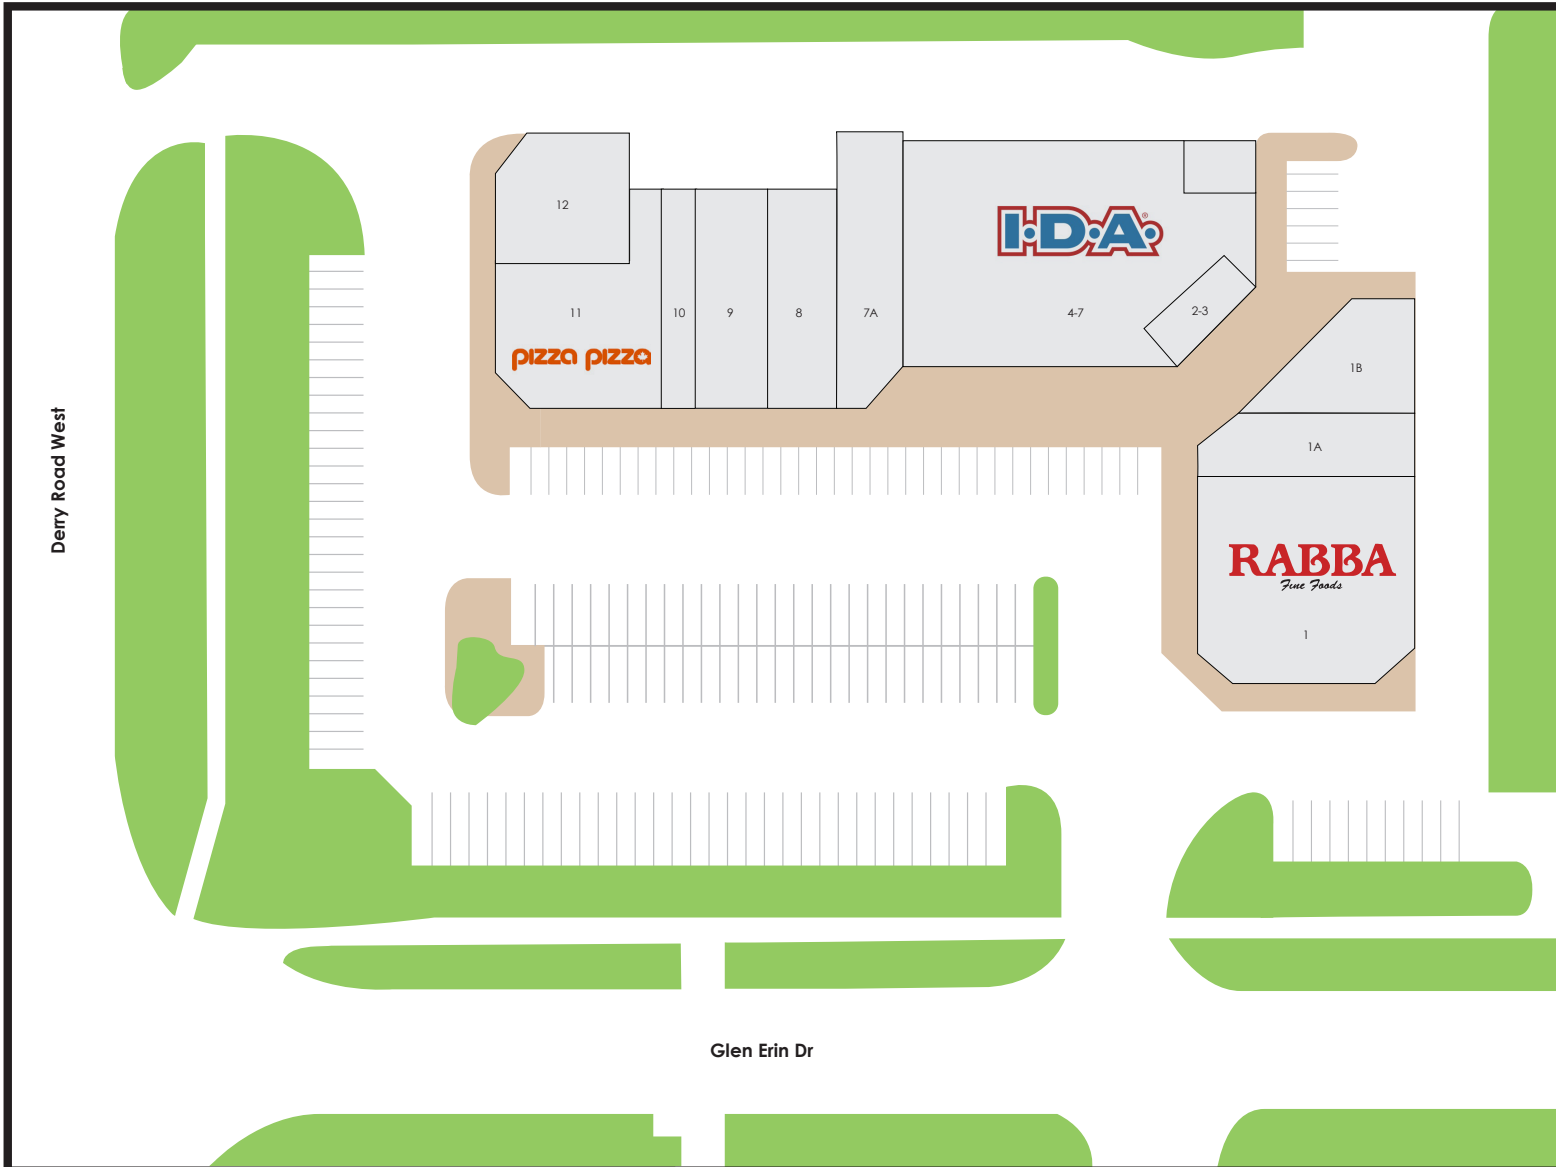 12
I·D·A·®
11
10
9
8
7A
4-7
2-3
pizza pizza
1B
1A
RABBA
Fine Foods
1
Derry Road West
Glen Erin Dr